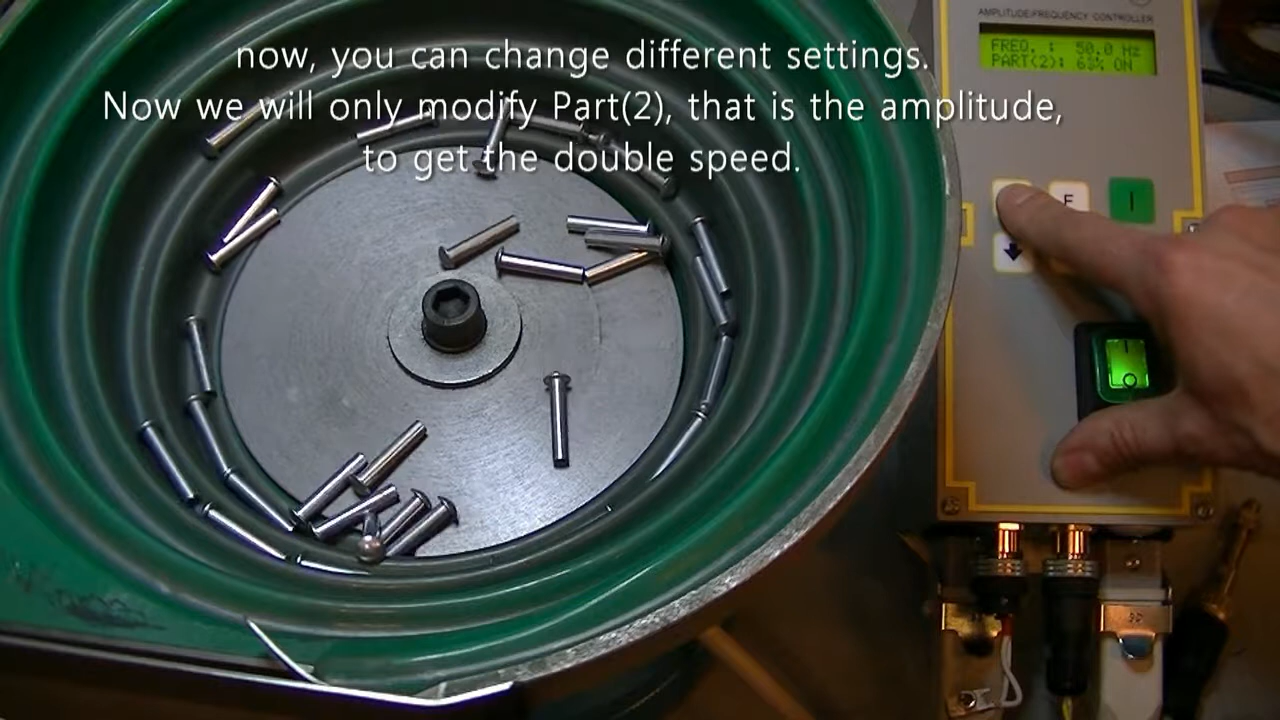 now, you can change different settings.
Now we will only modify Part(2), that is the amplitude,
to get the double speed.
AMPLITUDE/FREQUENCY CONTROLLER
FREQ. : 50.0 Hz
PART(2): 63% ON
F
I